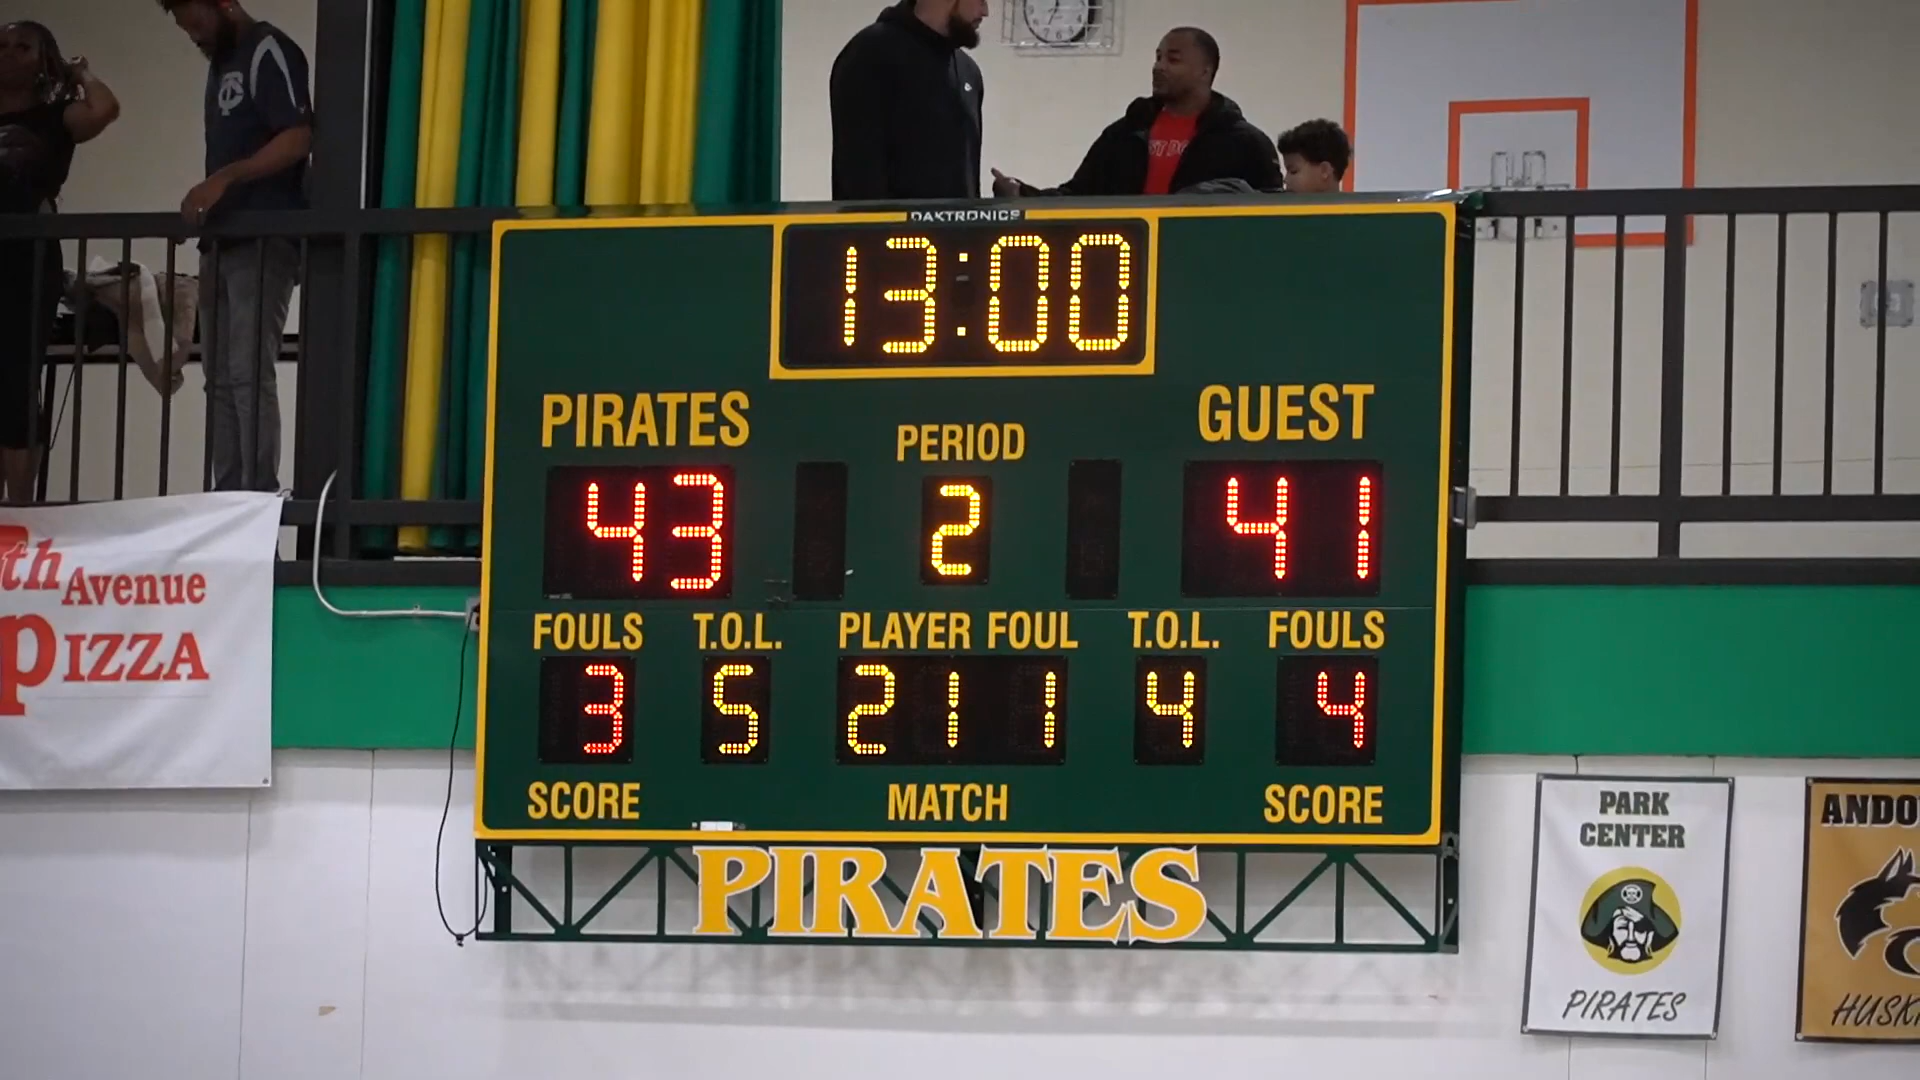 DAKTRONICS
13:00
PIRATES
PERIOD
GUEST
43
2
41
FOULS T.O.L. PLAYER FOUL T.O.L. FOULS
3 5 21 1 4 4
SCORE MATCH SCORE
PIRATES
th Avenue
PIZZA
PARK
CENTER
PIRATES
ANDO
HUSK